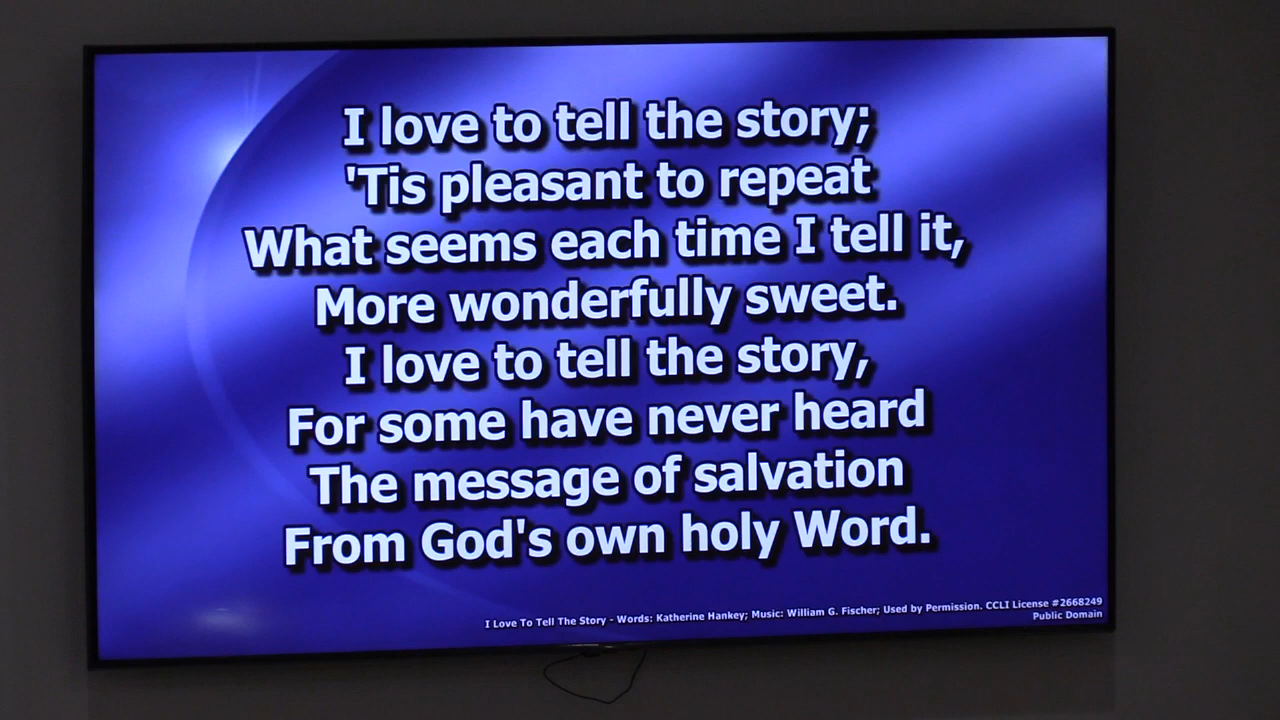 I love to tell the story;
'Tis pleasant to repeat
What seems each time I tell it,
More wonderfully sweet.
I love to tell the story,
For some have never heard
The message of salvation
From God's own holy Word.
I Love To Tell The Story - Words: Katherine Hankey; Music: William G. Fischer; Used by Permission. CCLI License #2668249
Public Domain